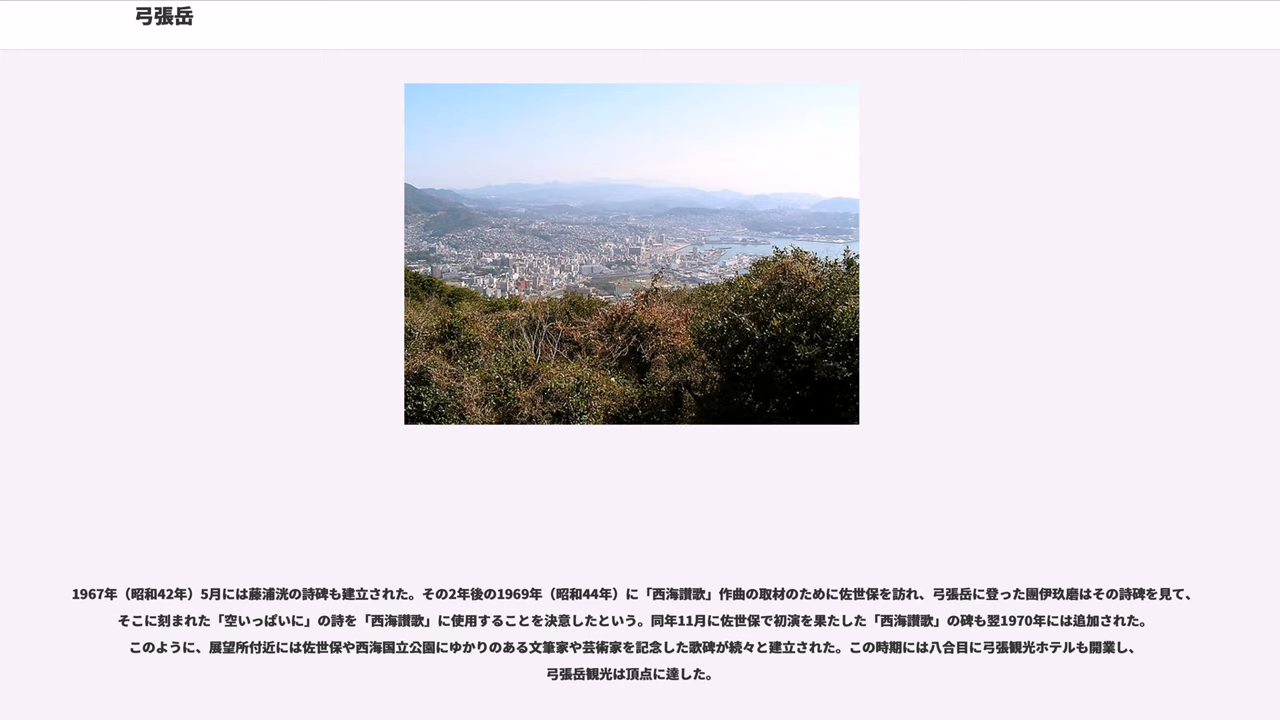 弓張岳
1967年（昭和42年）5月には藤浦洸の詩碑も建立された。その2年後の1969年（昭和44年）に「西海讃歌」作曲の取材のために佐世保を訪れ、弓張岳に登った團伊玖磨はその詩碑を見て、
そこに刻まれた「空いっぱいに」の詩を「西海讃歌」に使用することを決意したという。同年11月に佐世保で初演を果たした「西海讃歌」の碑も翌1970年には追加された。
このように、展望所付近には佐世保や西海国立公園にゆかりのある文筆家や芸術家を記念した歌碑が続々と建立された。この時期には八合目に弓張観光ホテルも開業し、
弓張岳観光は頂点に達した。